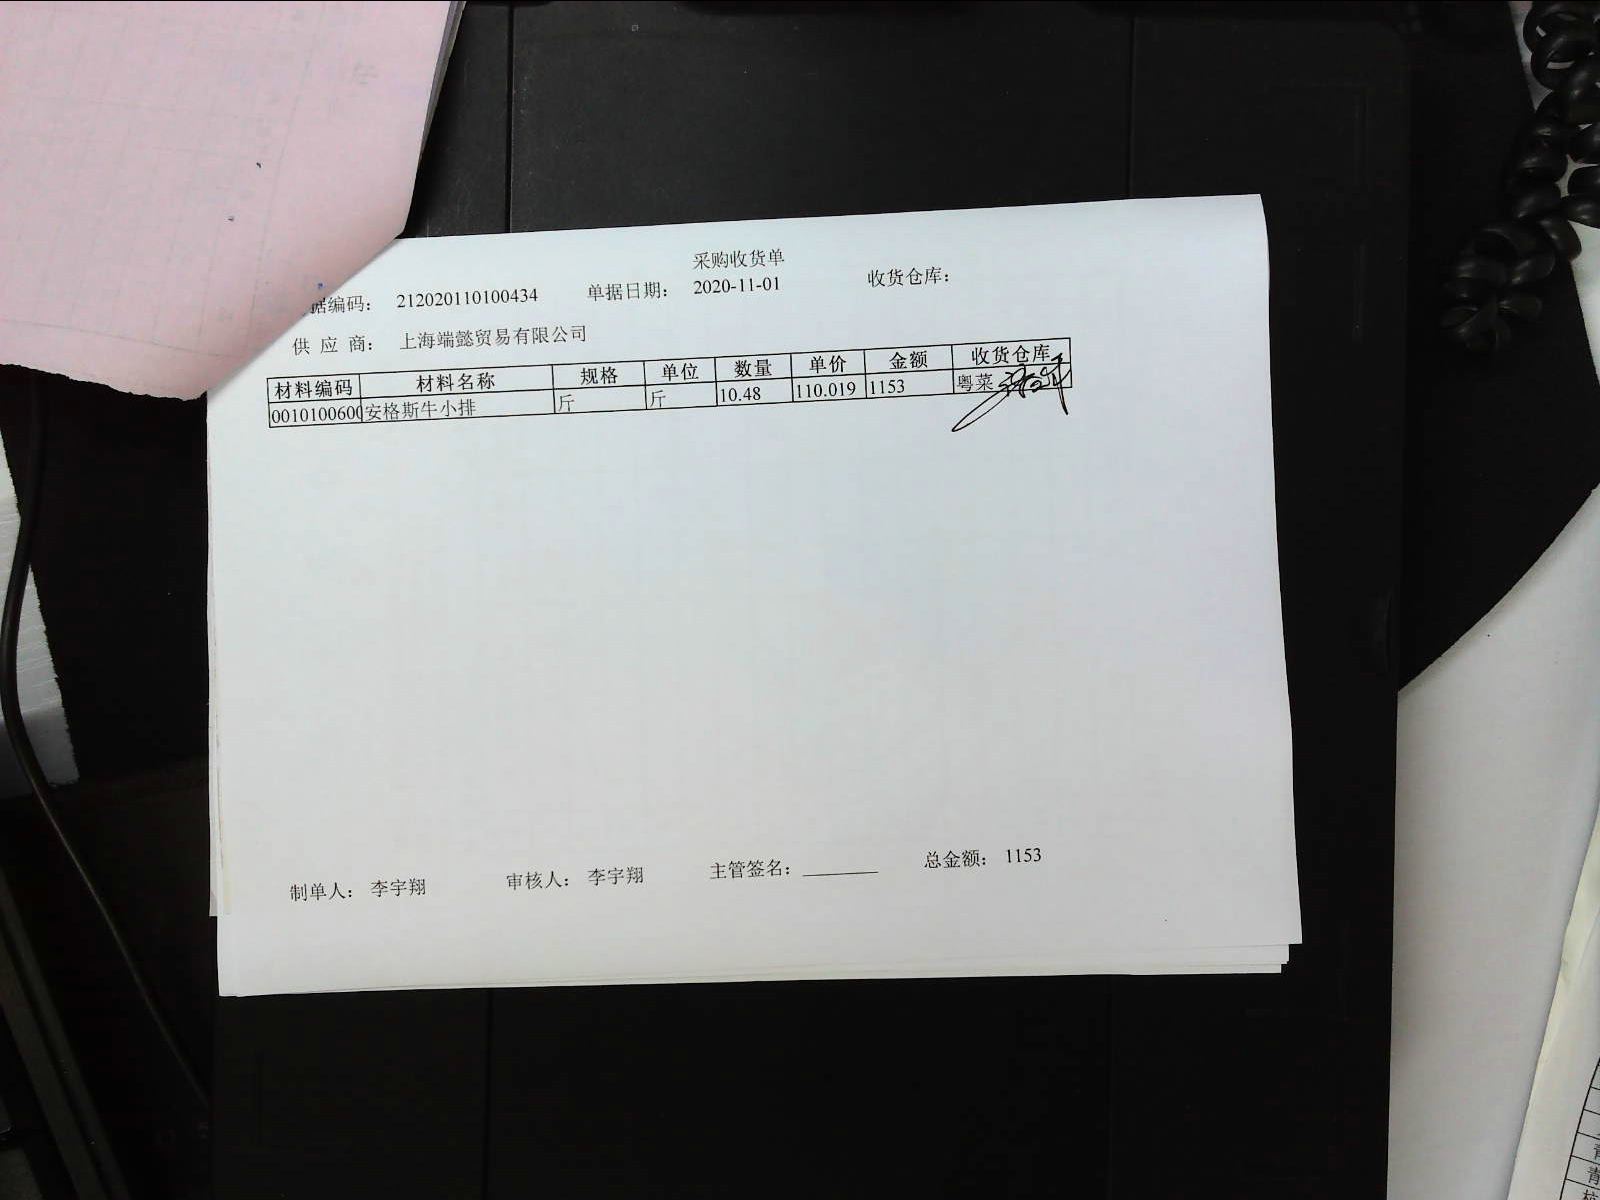 采购收货单
据编码： 212020110100434 单据日期： 2020-11-01 收货仓库：
供 应 商： 上海端懿贸易有限公司
材料编码 材料名称 规格 单位 数量 单价 金额 收货仓库
0010100600 安格斯牛小排 斤 斤 10.48 110.019 1153 粤菜
制单人： 李宇翔 审核人： 李宇翔 主管签名：________ 总金额： 1153